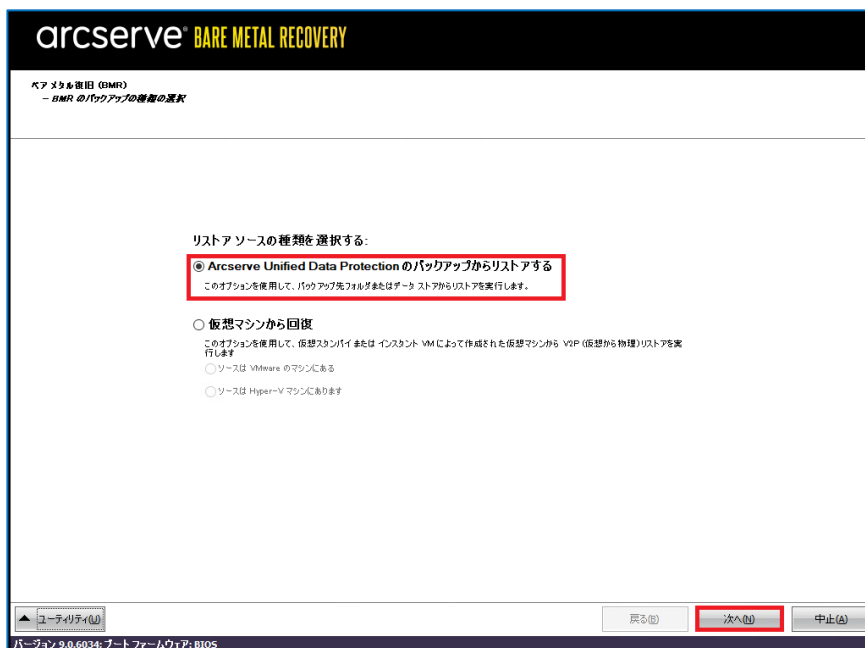 arcserve® BARE METAL RECOVERY
ベア メタル復旧 (BMR)
– BMR のバックアップの種類の選択
リストア ソースの種類を選択する:
Arcserve Unified Data Protection のバックアップからリストアする
このオプションを使用して、バックアップ先フォルダまたはデータ ストアからリストアを実行します。
仮想マシンから回復
このオプションを使用して、仮想スタンバイ または インスタント VM によって作成された仮想マシンから V2P (仮想から物理)リストアを実
行します
ソースは VMware のマシンにある
ソースは Hyper-V マシンにあります
ユーティリティ(U)
戻る(B)
次へ(N)
中止(A)
バージョン 9.0.6034; ブート ファームウェア: BIOS